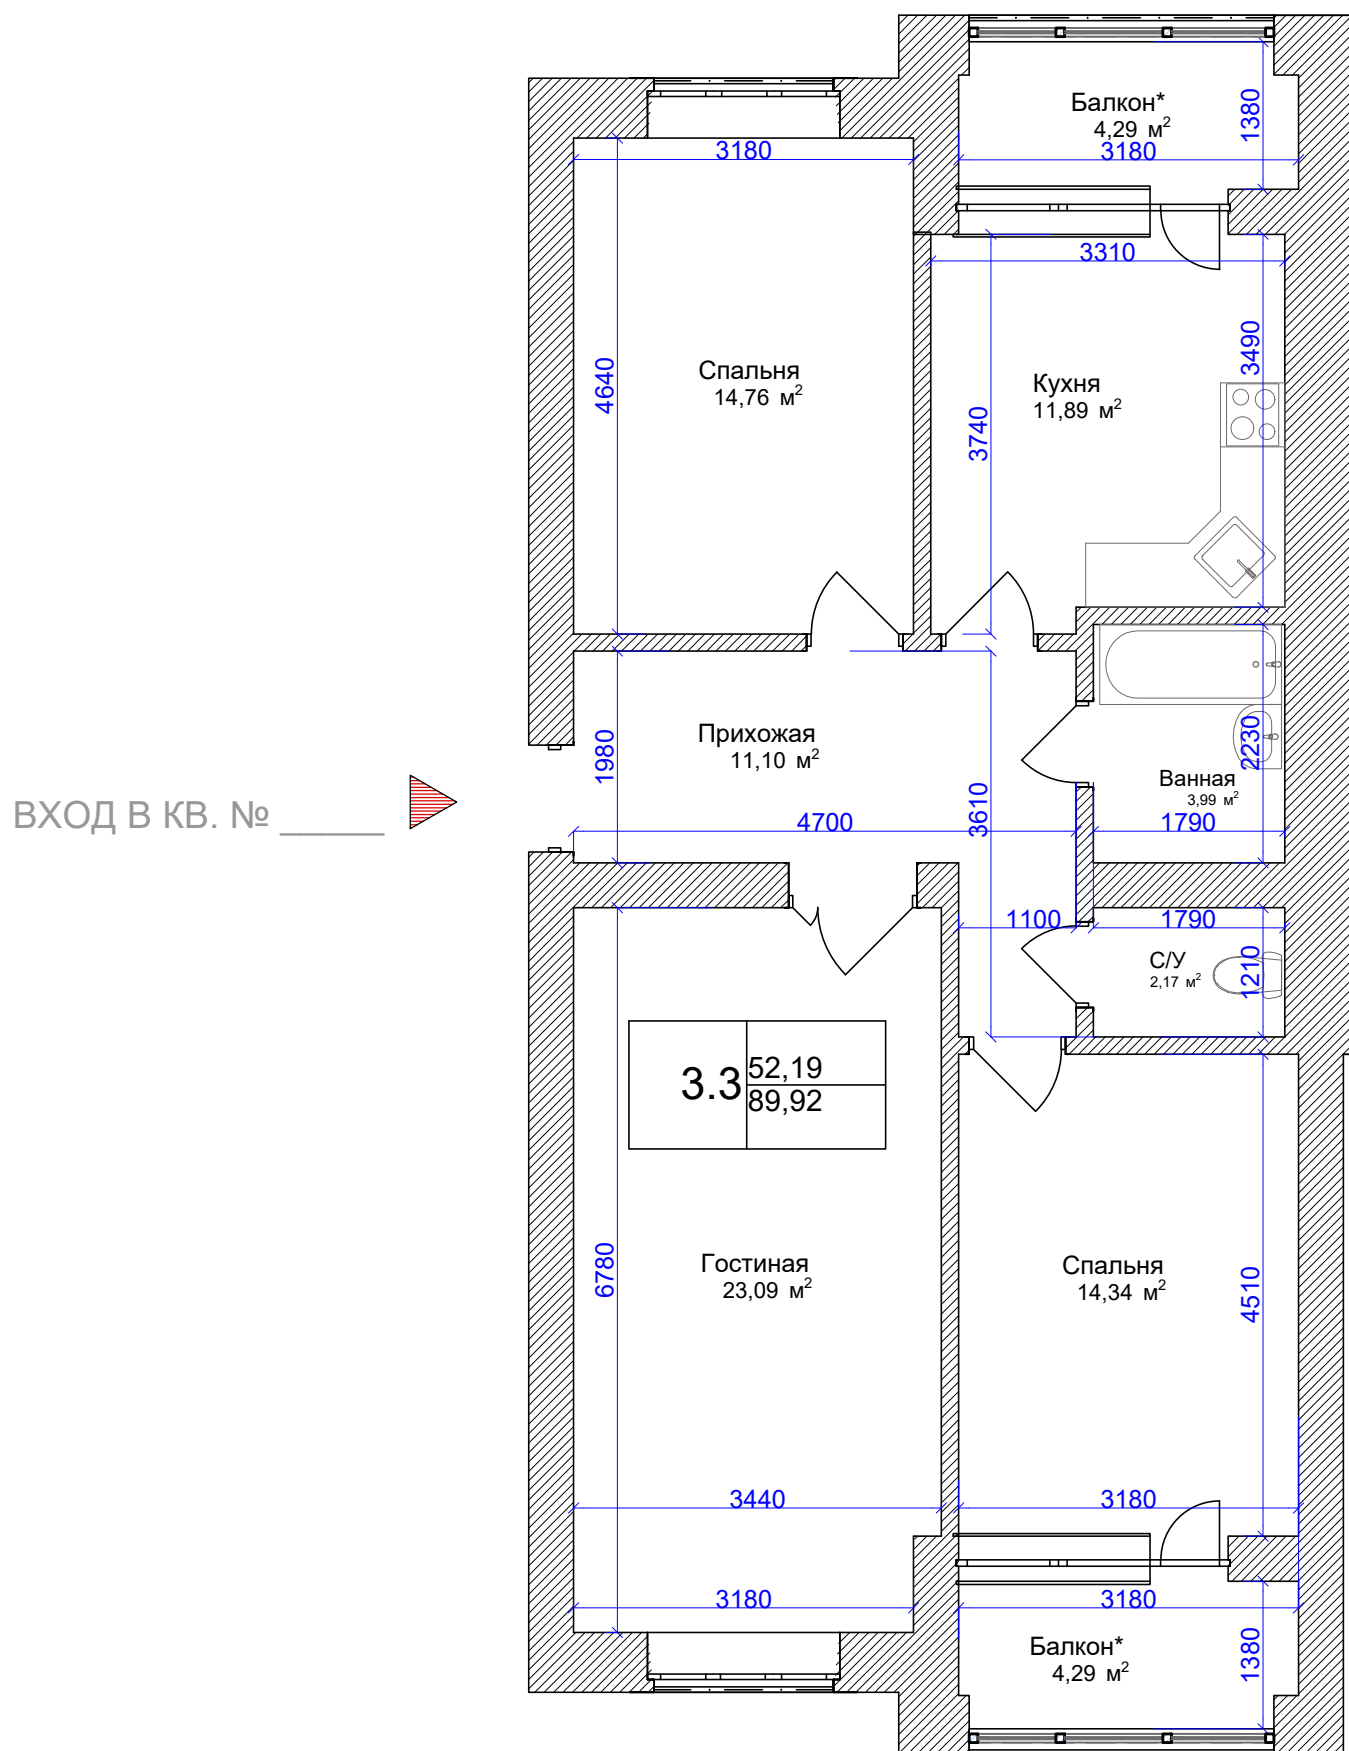 Балкон*
4,29 м²
3180
1380
3180
3310
4640
Спальня
14,76 м²
Кухня
11,89 м²
3490
3740
Прихожая
11,10 м²
1980
4700
3610
Ванная
3,99 м²
2230
1790
ВХОД В КВ. № _____
1100
1790
С/У
2,17 м²
1210
3.3
52,19
89,92
Гостиная
23,09 м²
6780
Спальня
14,34 м²
4510
3440
3180
3180
3180
Балкон*
4,29 м²
1380